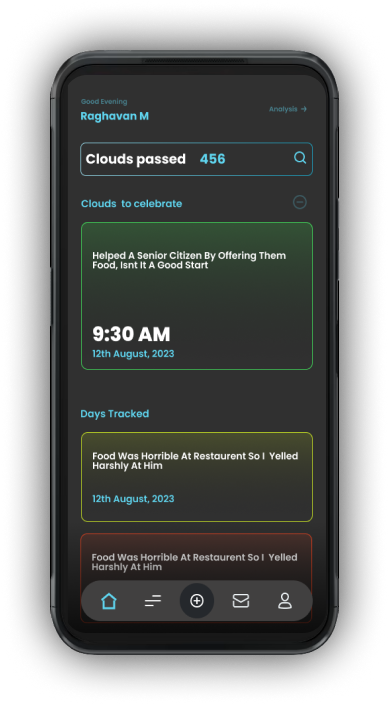 Good Evening
Raghavan M
Analysis →
Clouds passed 456
Clouds to celebrate
Helped A Senior Citizen By Offering Them
Food, Isnt It A Good Start
9:30 AM
12th August, 2023
Days Tracked
Food Was Horrible At Restaurent So I Yelled
Harshly At Him
12th August, 2023
Food Was Horrible At Restaurent So I Yelled
Harshly At Him